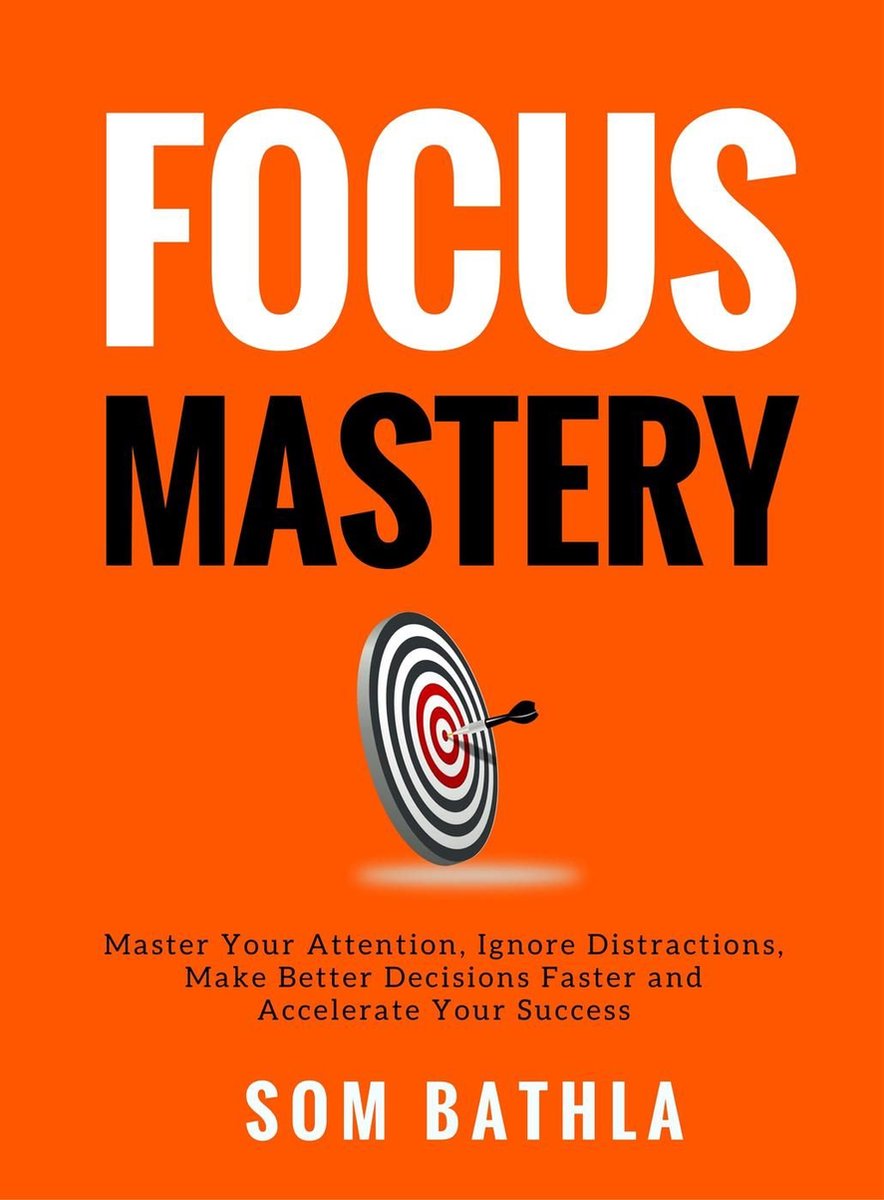 FOCUS
MASTERY
Master Your Attention, Ignore Distractions,
Make Better Decisions Faster and
Accelerate Your Success
SOM BATHLA